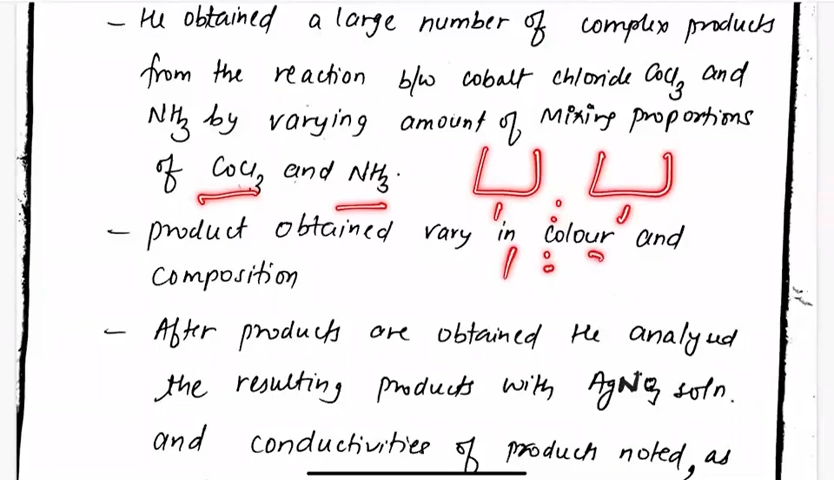 – He obtained a large number of complex products
from the reaction b/w cobalt chloride CoCl3 and
NH3 by varying amount of Mixing proportions
of CoCl3 and NH3.
– product obtained vary in colour and
composition
– After products are obtained He analysed
the resulting products with AgNO3 soln.
and conductivities of product noted, as